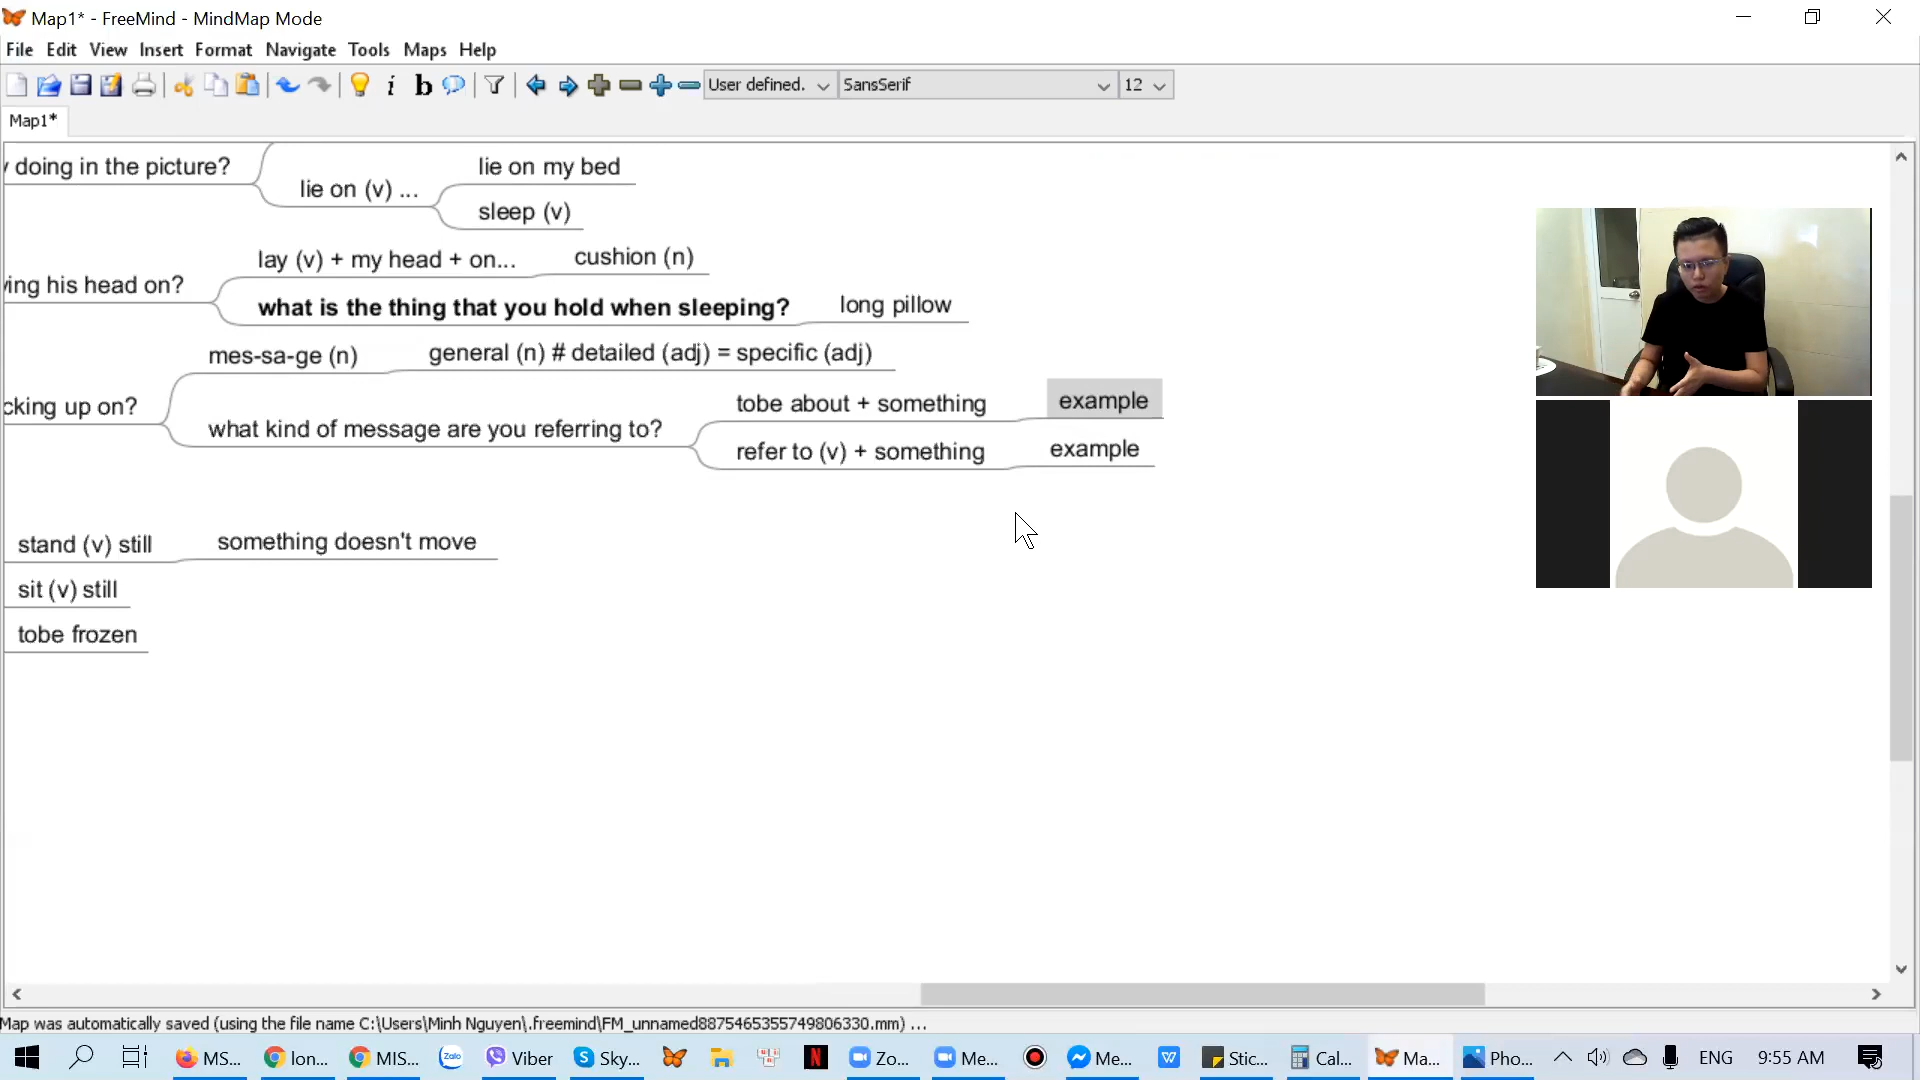 Map1* - FreeMind - MindMap Mode
File Edit View Insert Format Navigate Tools Maps Help
User defined. SansSerif 12
Map1*
doing in the picture?
lie on (v) ...
lie on my bed
sleep (v)
ving his head on?
lay (v) + my head + on...
cushion (n)
what is the thing that you hold when sleeping?
long pillow
cking up on?
mes-sa-ge (n)
general (n) # detailed (adj) = specific (adj)
what kind of message are you referring to?
tobe about + something
example
refer to (v) + something
example
stand (v) still
something doesn't move
sit (v) still
tobe frozen
Map was automatically saved (using the file name C:\Users\Minh Nguyen\.freemind\FM_unnamed8875465355749806330.mm) ...
MS... lon... MIS... Zalo Viber Sky... N Zo... Me... Me... W Stic... Cal... Ma... Pho... ENG 9:55 AM